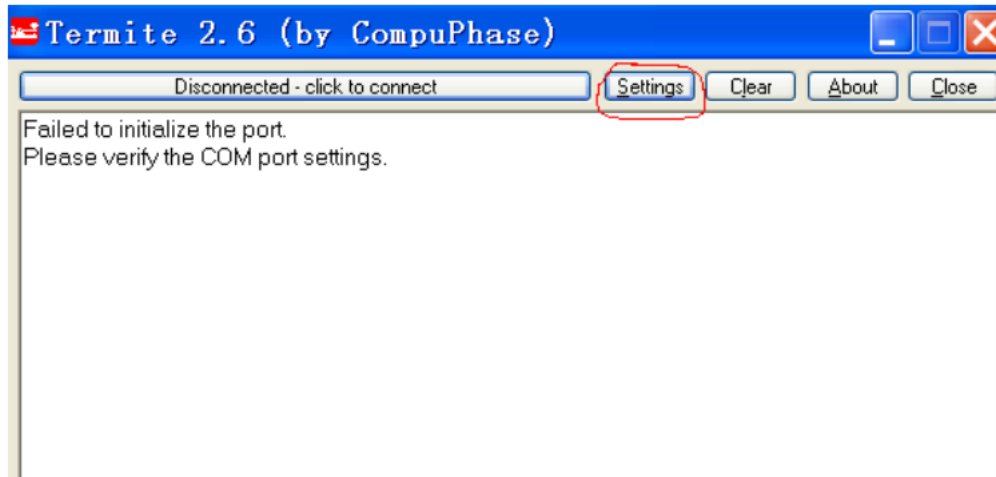 Termite 2.6 (by CompuPhase)
Disconnected - click to connect Settings Clear About Close
Failed to initialize the port.
Please verify the COM port settings.